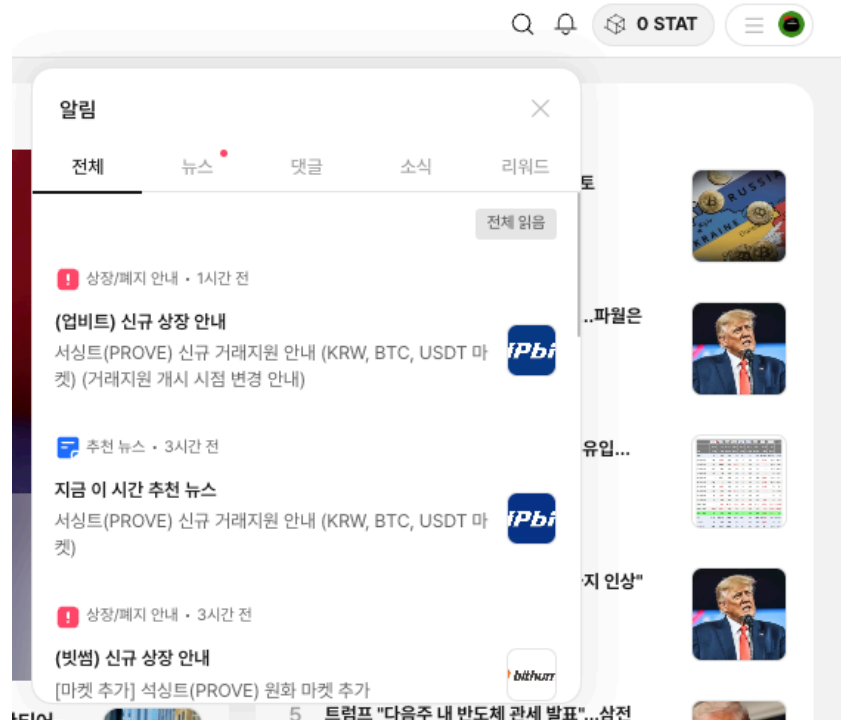 0 STAT
알림
전체
뉴스
댓글
소식
리워드
토
전체 읽음
RUSSI
KRAINE
상장/폐지 안내 • 1시간 전
(업비트) 신규 상장 안내
서싱트(PROVE) 신규 거래지원 안내 (KRW, BTC, USDT 마
켓) (거래지원 개시 시점 변경 안내)
..파월은
추천 뉴스 • 3시간 전
유입...
지금 이 시간 추천 뉴스
서싱트(PROVE) 신규 거래지원 안내 (KRW, BTC, USDT 마
켓)
지 인상"
상장/폐지 안내 • 3시간 전
(빗썸) 신규 상장 안내
[마켓 추가] 석싱트(PROVE) 원화 마켓 추가
bithum
5 트럼프 "다음주 내 반도체 관세 발표"...삼전